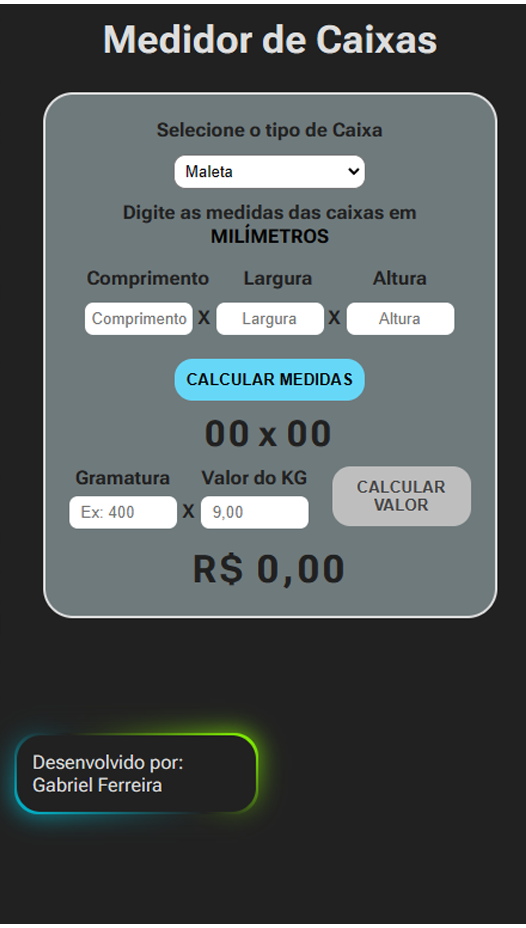 Medidor de Caixas
Selecione o tipo de Caixa
Maleta
Digite as medidas das caixas em
MILÍMETROS
Comprimento Largura Altura
Comprimento X Largura X Altura
CALCULAR MEDIDAS
00 x 00
Gramatura Valor do KG
Ex: 400 X 9,00
CALCULAR
VALOR
R$ 0,00
Desenvolvido por:
Gabriel Ferreira